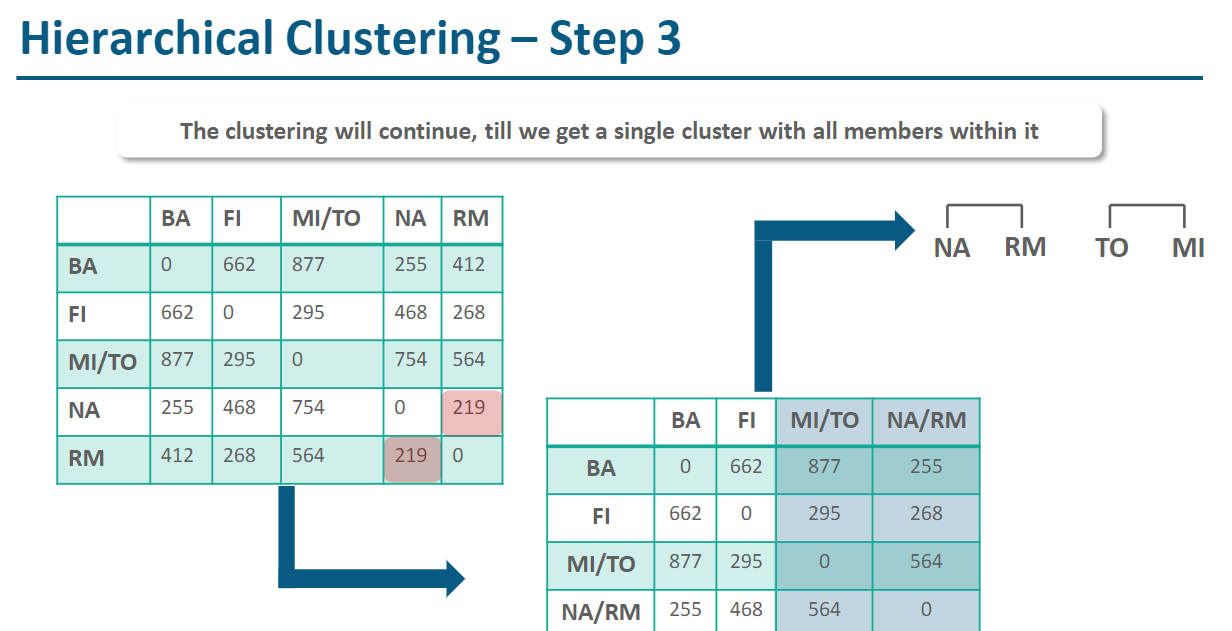 Hierarchical Clustering – Step 3
The clustering will continue, till we get a single cluster with all members within it
BA FI MI/TO NA RM
BA 0 662 877 255 412
FI 662 0 295 468 268
MI/TO 877 295 0 754 564
NA 255 468 754 0 219
RM 412 268 564 219 0
NA RM TO MI
BA FI MI/TO NA/RM
BA 0 662 877 255
FI 662 0 295 268
MI/TO 877 295 0 564
NA/RM 255 468 564 0